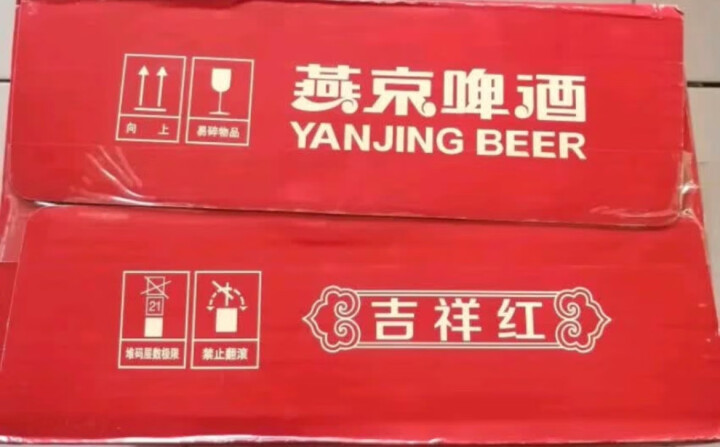 燕京啤酒
YANJING BEER
向 上
易碎物品
吉祥红
21
堆码层数极限
禁止翻滚